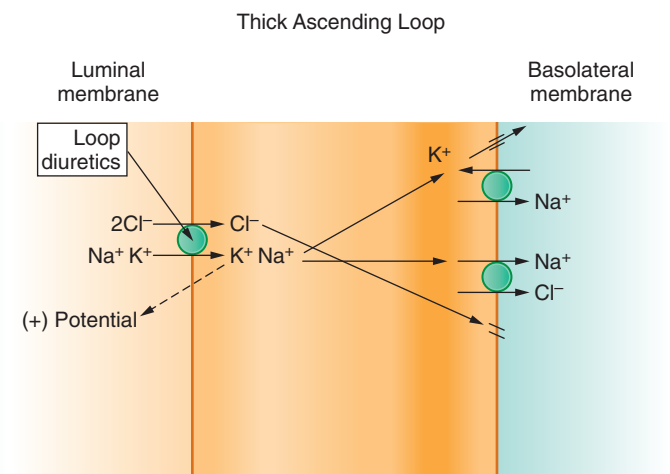 Thick Ascending Loop
Luminal
membrane
Basolateral
membrane
Loop
diuretics
K⁺
Na⁺
2Cl⁻
Cl⁻
Na⁺ K⁺
K⁺ Na⁺
Na⁺
Cl⁻
(+) Potential